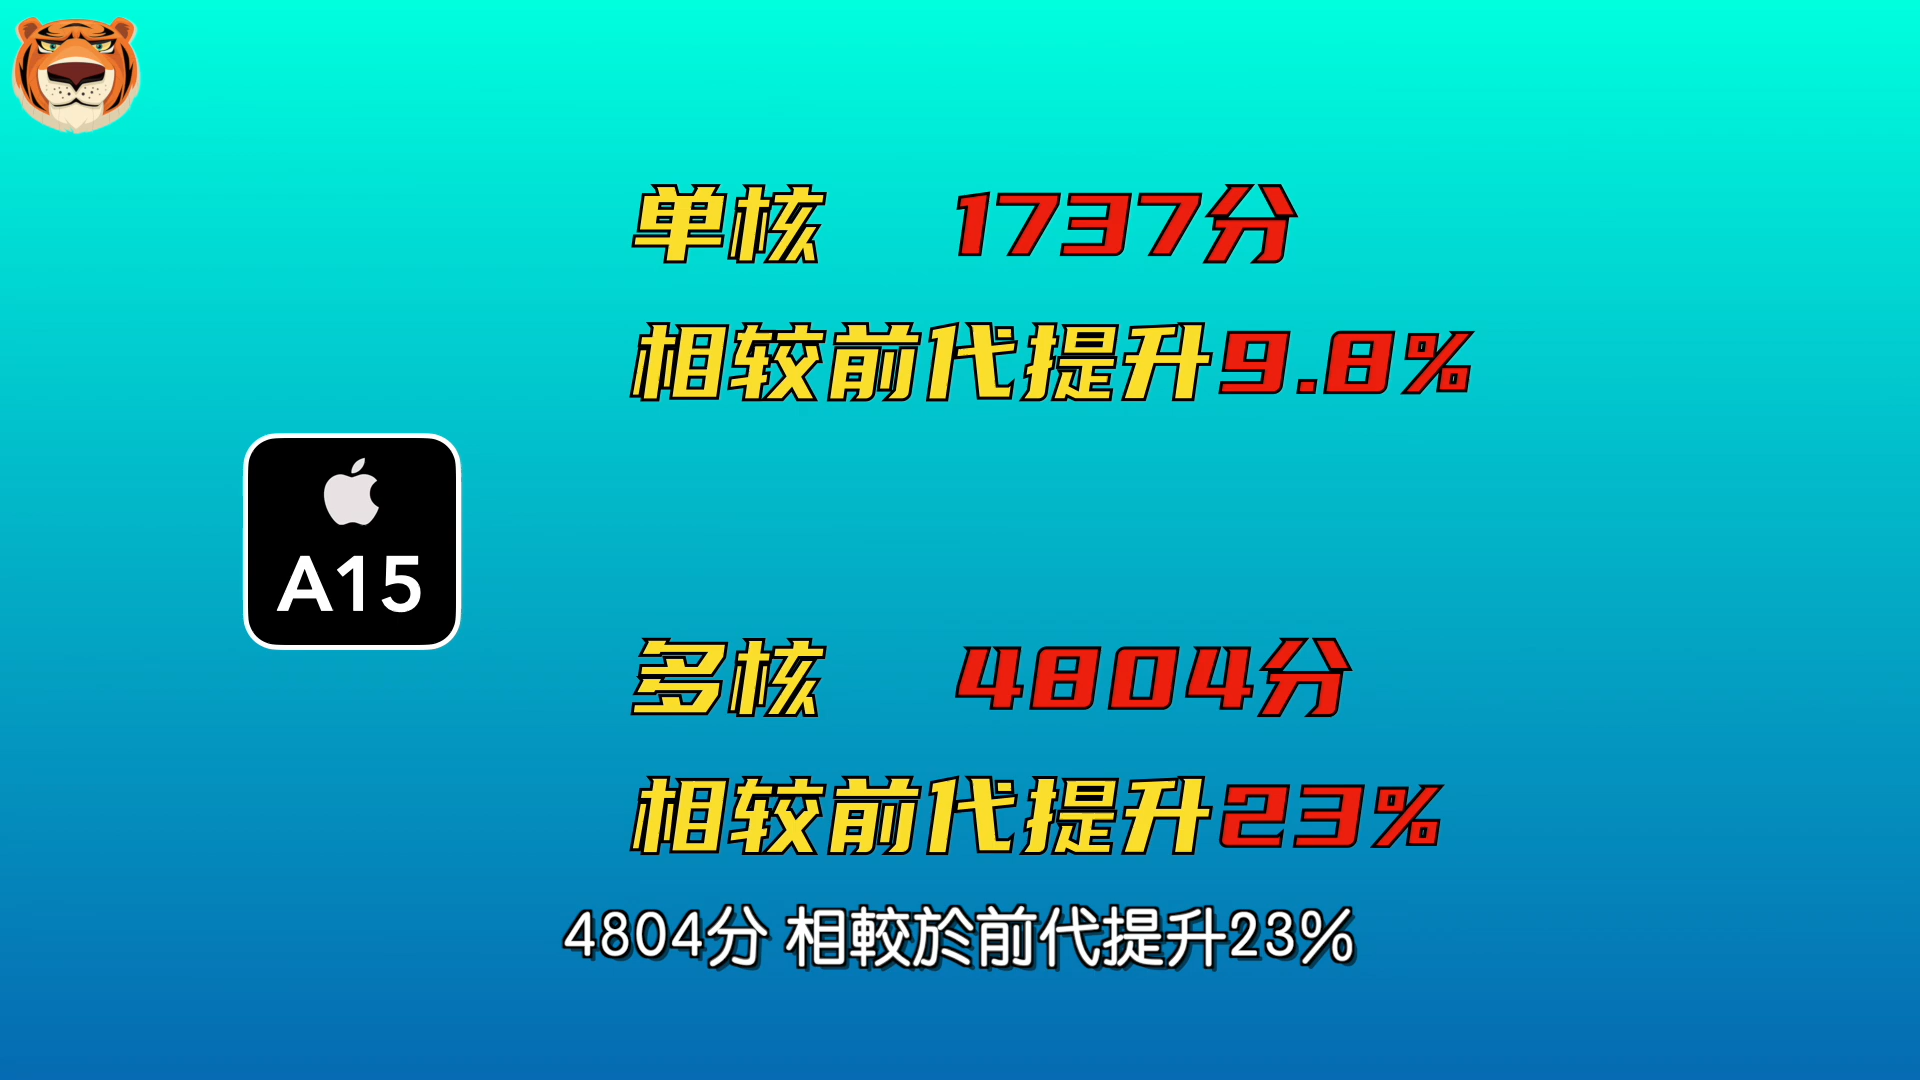 单核 1737分
相较前代提升9.8%
A15
多核 4804分
相较前代提升23%
4804分 相較於前代提升23%